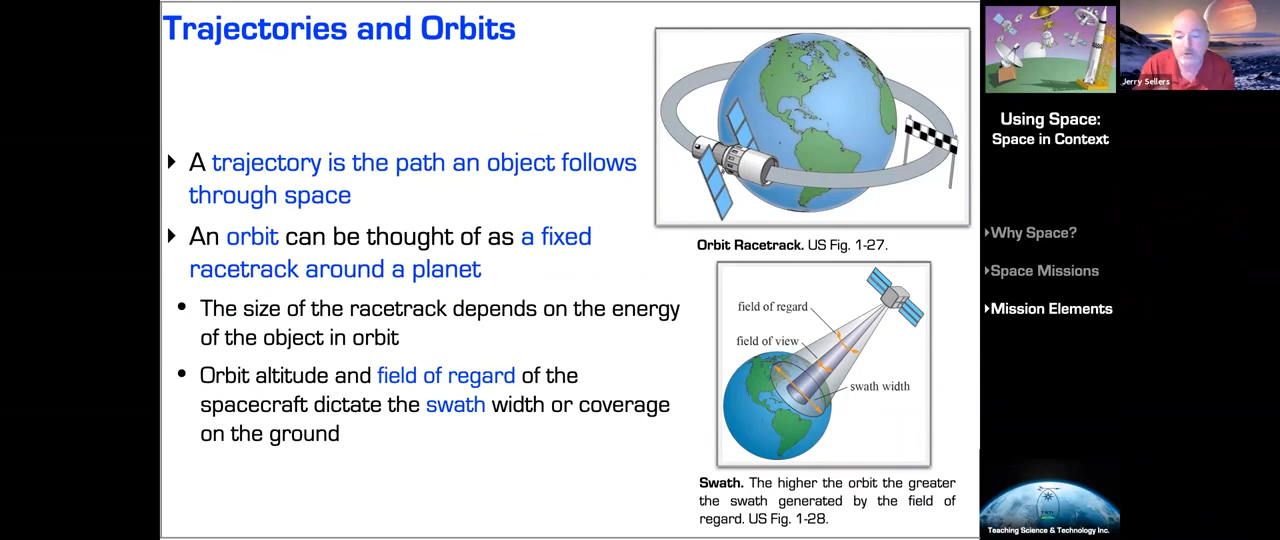 Trajectories and Orbits
A trajectory is the path an object follows
through space
An orbit can be thought of as a fixed
racetrack around a planet
The size of the racetrack depends on the energy
of the object in orbit
Orbit altitude and field of regard of the
spacecraft dictate the swath width or coverage
on the ground
Orbit Racetrack. US Fig. 1-27.
field of regard
field of view
swath width
Swath. The higher the orbit the greater
the swath generated by the field of
regard. US Fig. 1-28.
Jerry Sellers
Using Space:
Space in Context
Why Space?
Space Missions
Mission Elements
Teaching Science & Technology Inc.